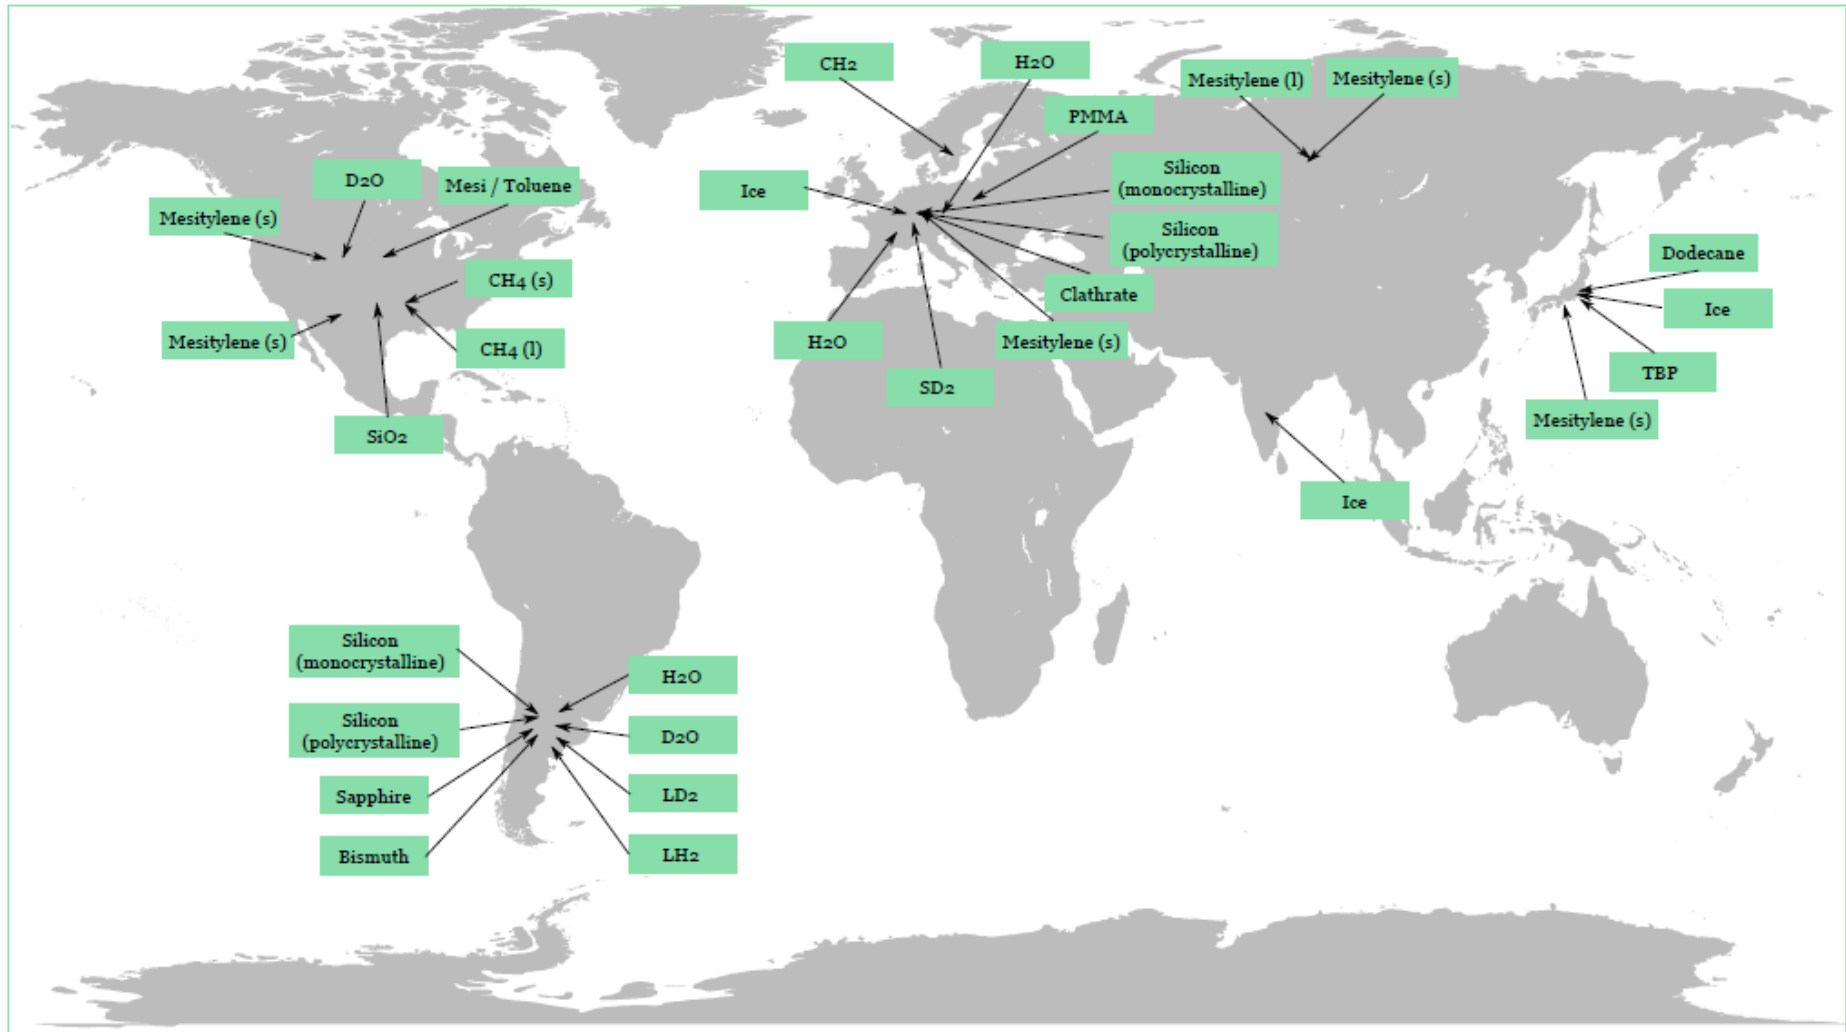 CH2
H2O
Mesitylene (l)
Mesitylene (s)
PMMA
D2O
Mesi / Toluene
Ice
Silicon
(monocrystalline)
Mesitylene (s)
Silicon
(polycrystalline)
Dodecane
CH4 (s)
Clathrate
Ice
Mesitylene (s)
CH4 (l)
H2O
Mesitylene (s)
TBP
SD2
Mesitylene (s)
SiO2
Ice
Silicon
(monocrystalline)
H2O
Silicon
(polycrystalline)
D2O
Sapphire
LD2
Bismuth
LH2